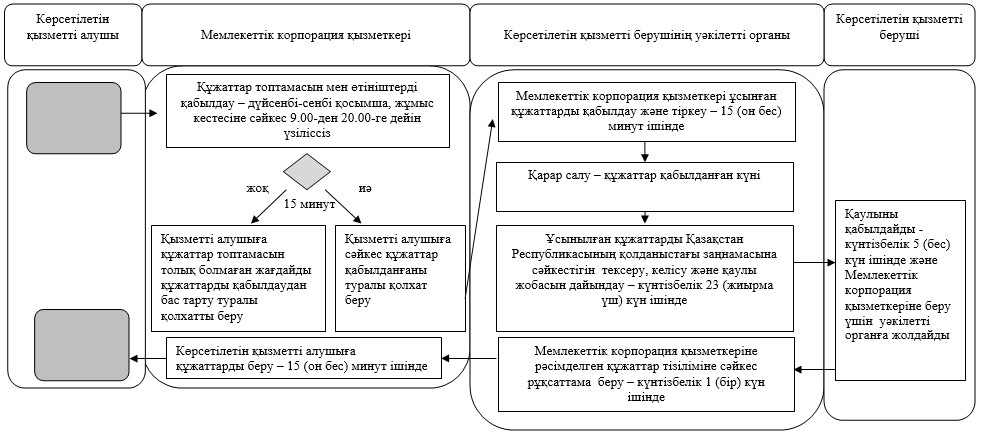 Көрсетілетін
қызметті алушы
Мемлекеттік корпорация қызметкері
Көрсетілетін қызметті берушінің уәкілетті органы
Көрсетілетін қызметті
беруші
Құжаттар топтамасын мен өтініштерді
қабылдау – дүйсенбі-сенбі қосымша, жұмыс
кестесіне сәйкес 9.00-ден 20.00-ге дейін
үзіліссіз
жоқ
иә
15 минут
Қызметті алушыға
құжаттар топтамасын
толық болмаған жағдайды
құжаттарды қабылдаудан
бас тарту туралы
қолхатты беру
Қызметті алушыға
сәйкес құжаттар
қабылданғаны
туралы қолхат
беру
Көрсетілетін қызметті алушыға
құжаттарды беру – 15 (он бес) минут ішінде
Мемлекеттік корпорация қызметкері ұсынған
құжаттарды қабылдау және тіркеу – 15 (он бес)
минут ішінде
Қарар салу – құжаттар қабылданған күні
Ұсынылған құжаттарды Қазақстан
Республикасының қолданыстағы заңнамасына
сәйкестігін тексеру, келісу және қаулы
жобасын дайындау – күнтізбелік 23 (жиырма
үш) күн ішінде
Мемлекеттік корпорация қызметкеріне
рәсімделген құжаттар тізіліміне сәйкес
рұқсаттама беру – күнтізбелік 1 (бір) күн
ішінде
Қаулыны
қабылдайды -
күнтізбелік 5 (бес)
күн ішінде және
Мемлекеттік
корпорация
қызметкеріне беру
үшін уәкілетті
органға жолдайды